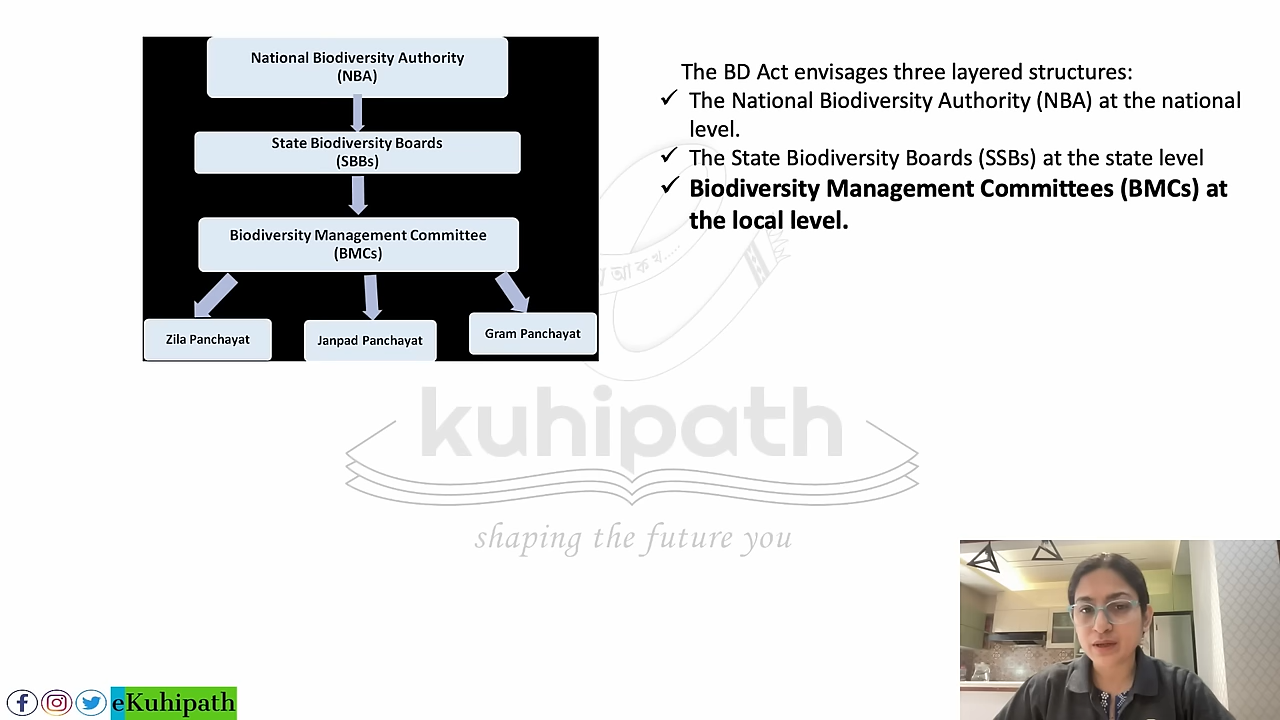 National Biodiversity Authority
(NBA)
State Biodiversity Boards
(SBBs)
Biodiversity Management Committee
(BMCs)
Zila Panchayat
Janpad Panchayat
Gram Panchayat
The BD Act envisages three layered structures:
✓ The National Biodiversity Authority (NBA) at the national
level.
✓ The State Biodiversity Boards (SSBs) at the state level
✓ Biodiversity Management Committees (BMCs) at
the local level.
আ ক খ.....
kuhipath
shaping the future you
eKuhipath